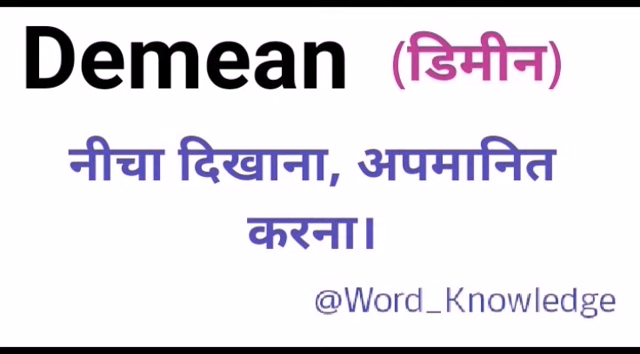 Demean (डिमीन)
नीचा दिखाना, अपमानित
करना।
@Word_Knowledge